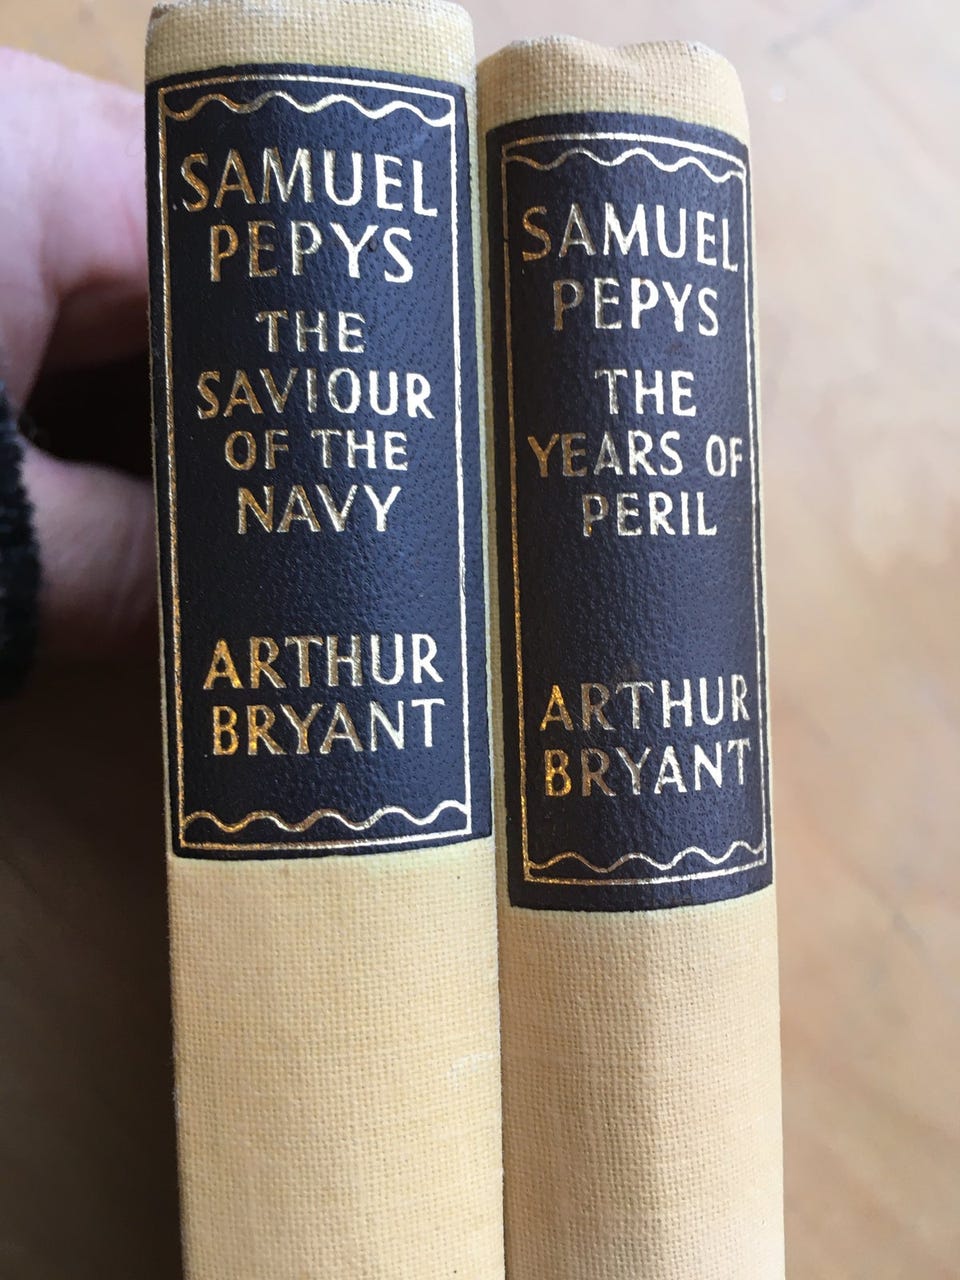 SAMUEL
PEPYS
THE
SAVIOUR
OF THE
NAVY
ARTHUR
BRYANT
SAMUEL
PEPYS
THE
YEARS OF
PERIL
ARTHUR
BRYANT